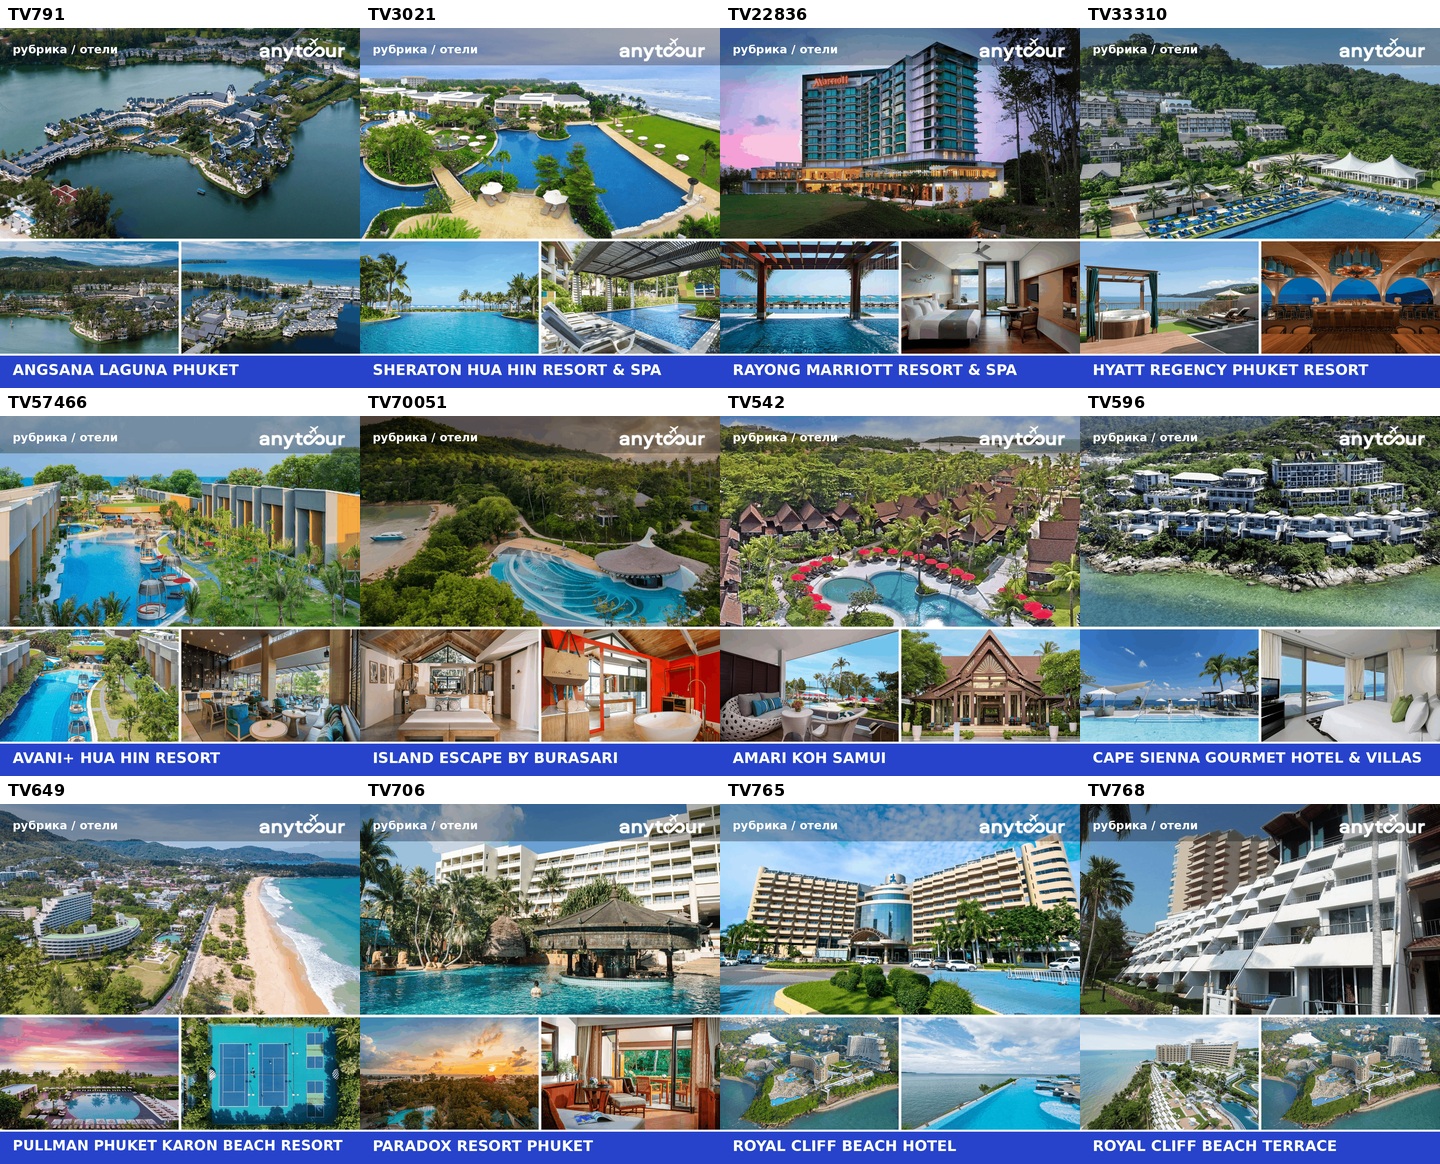 TV791
TV3021
TV22836
TV33310
рубрика / отели
anytour
рубрика / отели
anytour
рубрика / отели
anytour
Marriott
рубрика / отели
anytour
ANGSANA LAGUNA PHUKET
SHERATON HUA HIN RESORT & SPA
RAYONG MARRIOTT RESORT & SPA
HYATT REGENCY PHUKET RESORT
TV57466
TV70051
TV542
TV596
рубрика / отели
anytour
рубрика / отели
anytour
рубрика / отели
anytour
рубрика / отели
anytour
AVANI+ HUA HIN RESORT
ISLAND ESCAPE BY BURASARI
AMARI KOH SAMUI
CAPE SIENNA GOURMET HOTEL & VILLAS
TV649
TV706
TV765
TV768
рубрика / отели
anytour
рубрика / отели
anytour
рубрика / отели
anytour
рубрика / отели
anytour
PULLMAN PHUKET KARON BEACH RESORT
PARADOX RESORT PHUKET
ROYAL CLIFF BEACH HOTEL
ROYAL CLIFF BEACH TERRACE